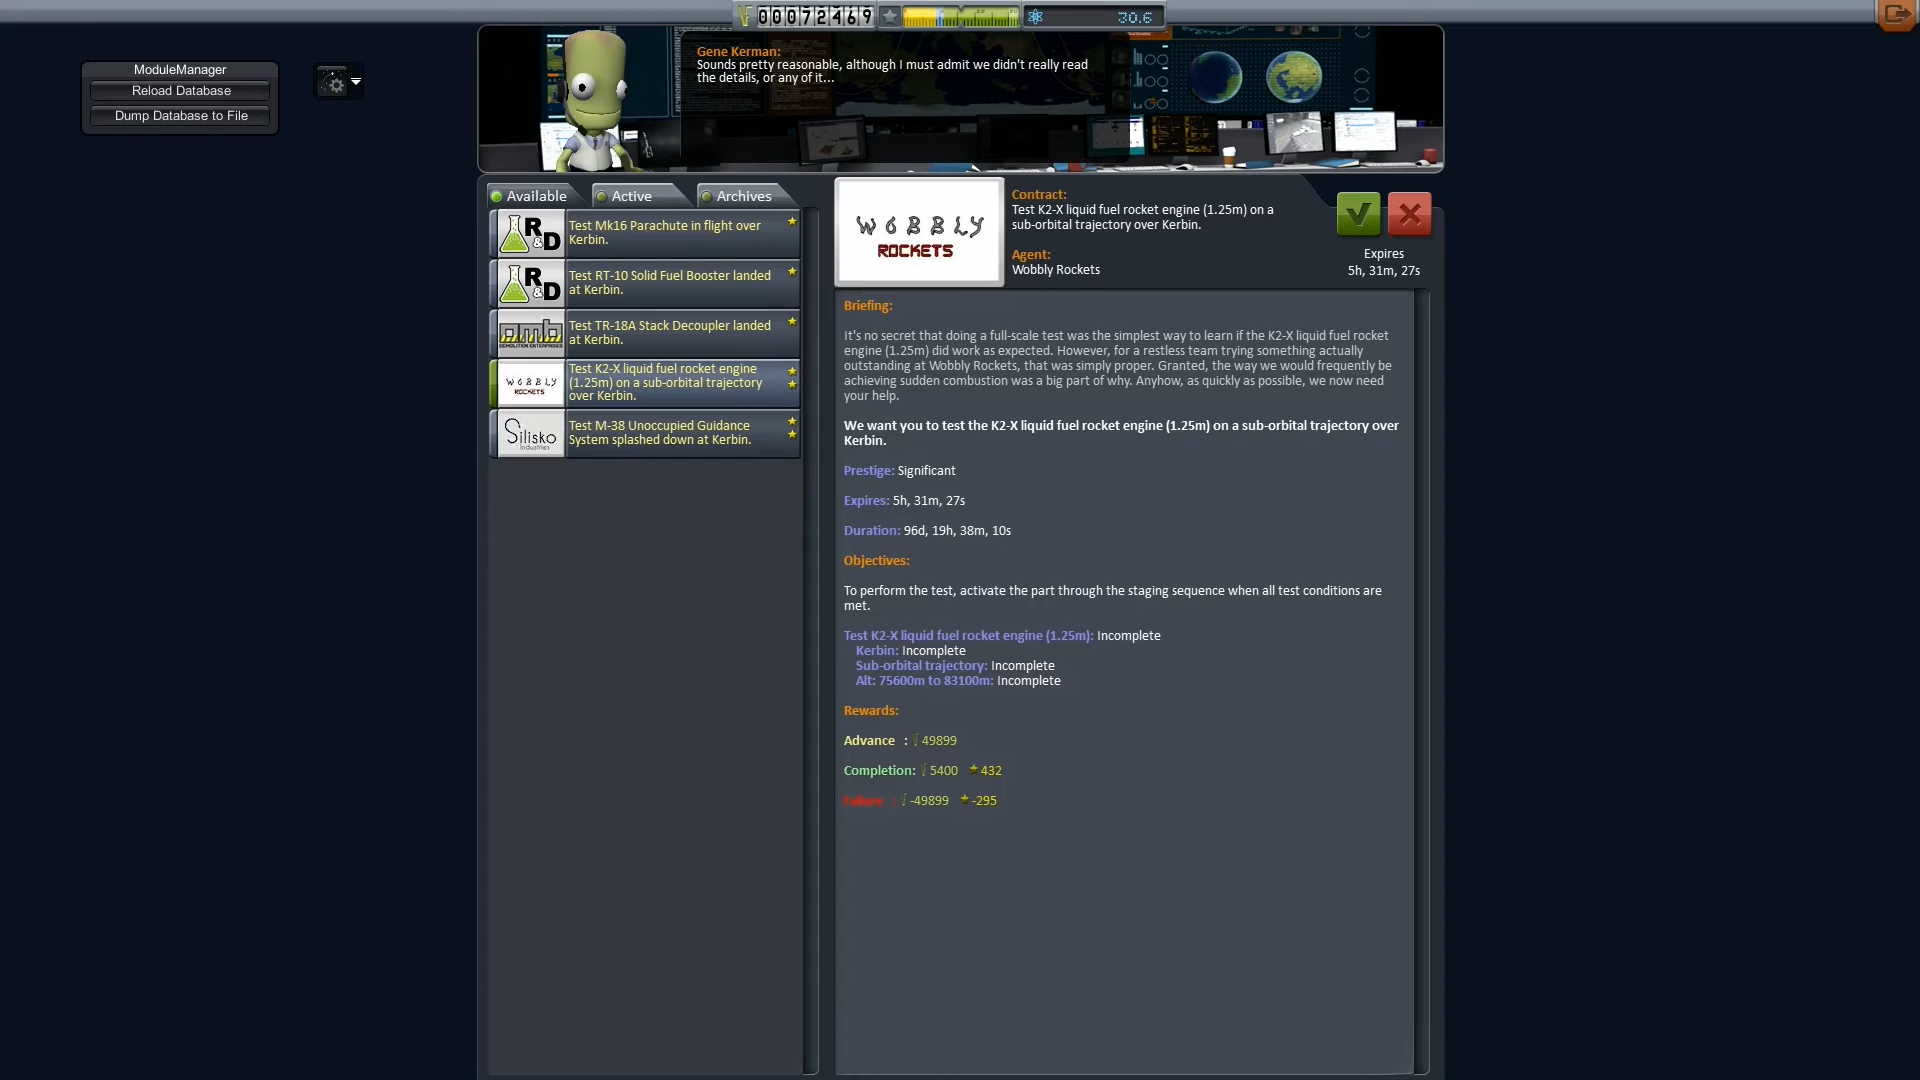 00072469
30.6
Gene Kerman:
Sounds pretty reasonable, although I must admit we didn't really read
the details, or any of it...
ModuleManager
Reload Database
Dump Database to File
Available
Active
Archives
R&D
Test Mk16 Parachute in flight over
Kerbin.
R&D
Test RT-10 Solid Fuel Booster landed
at Kerbin.
omb
DEMOLITION ENTERPRISES
Test TR-18A Stack Decoupler landed
at Kerbin.
WOBBLY
ROCKETS
Test K2-X liquid fuel rocket engine
(1.25m) on a sub-orbital trajectory
over Kerbin.
Silisko
Industries
Test M-38 Unoccupied Guidance
System splashed down at Kerbin.
WOBBLY
ROCKETS
Contract:
Test K2-X liquid fuel rocket engine (1.25m) on a
sub-orbital trajectory over Kerbin.
Agent:
Wobbly Rockets
Expires
5h, 31m, 27s
Briefing:
It's no secret that doing a full-scale test was the simplest way to learn if the K2-X liquid fuel rocket
engine (1.25m) did work as expected. However, for a restless team trying something actually
outstanding at Wobbly Rockets, that was simply proper. Granted, the way we would frequently be
achieving sudden combustion was a big part of why. Anyhow, as quickly as possible, we now need
your help.
We want you to test the K2-X liquid fuel rocket engine (1.25m) on a sub-orbital trajectory over
Kerbin.
Prestige: Significant
Expires: 5h, 31m, 27s
Duration: 96d, 19h, 38m, 10s
Objectives:
To perform the test, activate the part through the staging sequence when all test conditions are
met.
Test K2-X liquid fuel rocket engine (1.25m): Incomplete
Kerbin: Incomplete
Sub-orbital trajectory: Incomplete
Alt: 75600m to 83100m: Incomplete
Rewards:
Advance : 49899
Completion: 5400 432
Failure : -49899 -295